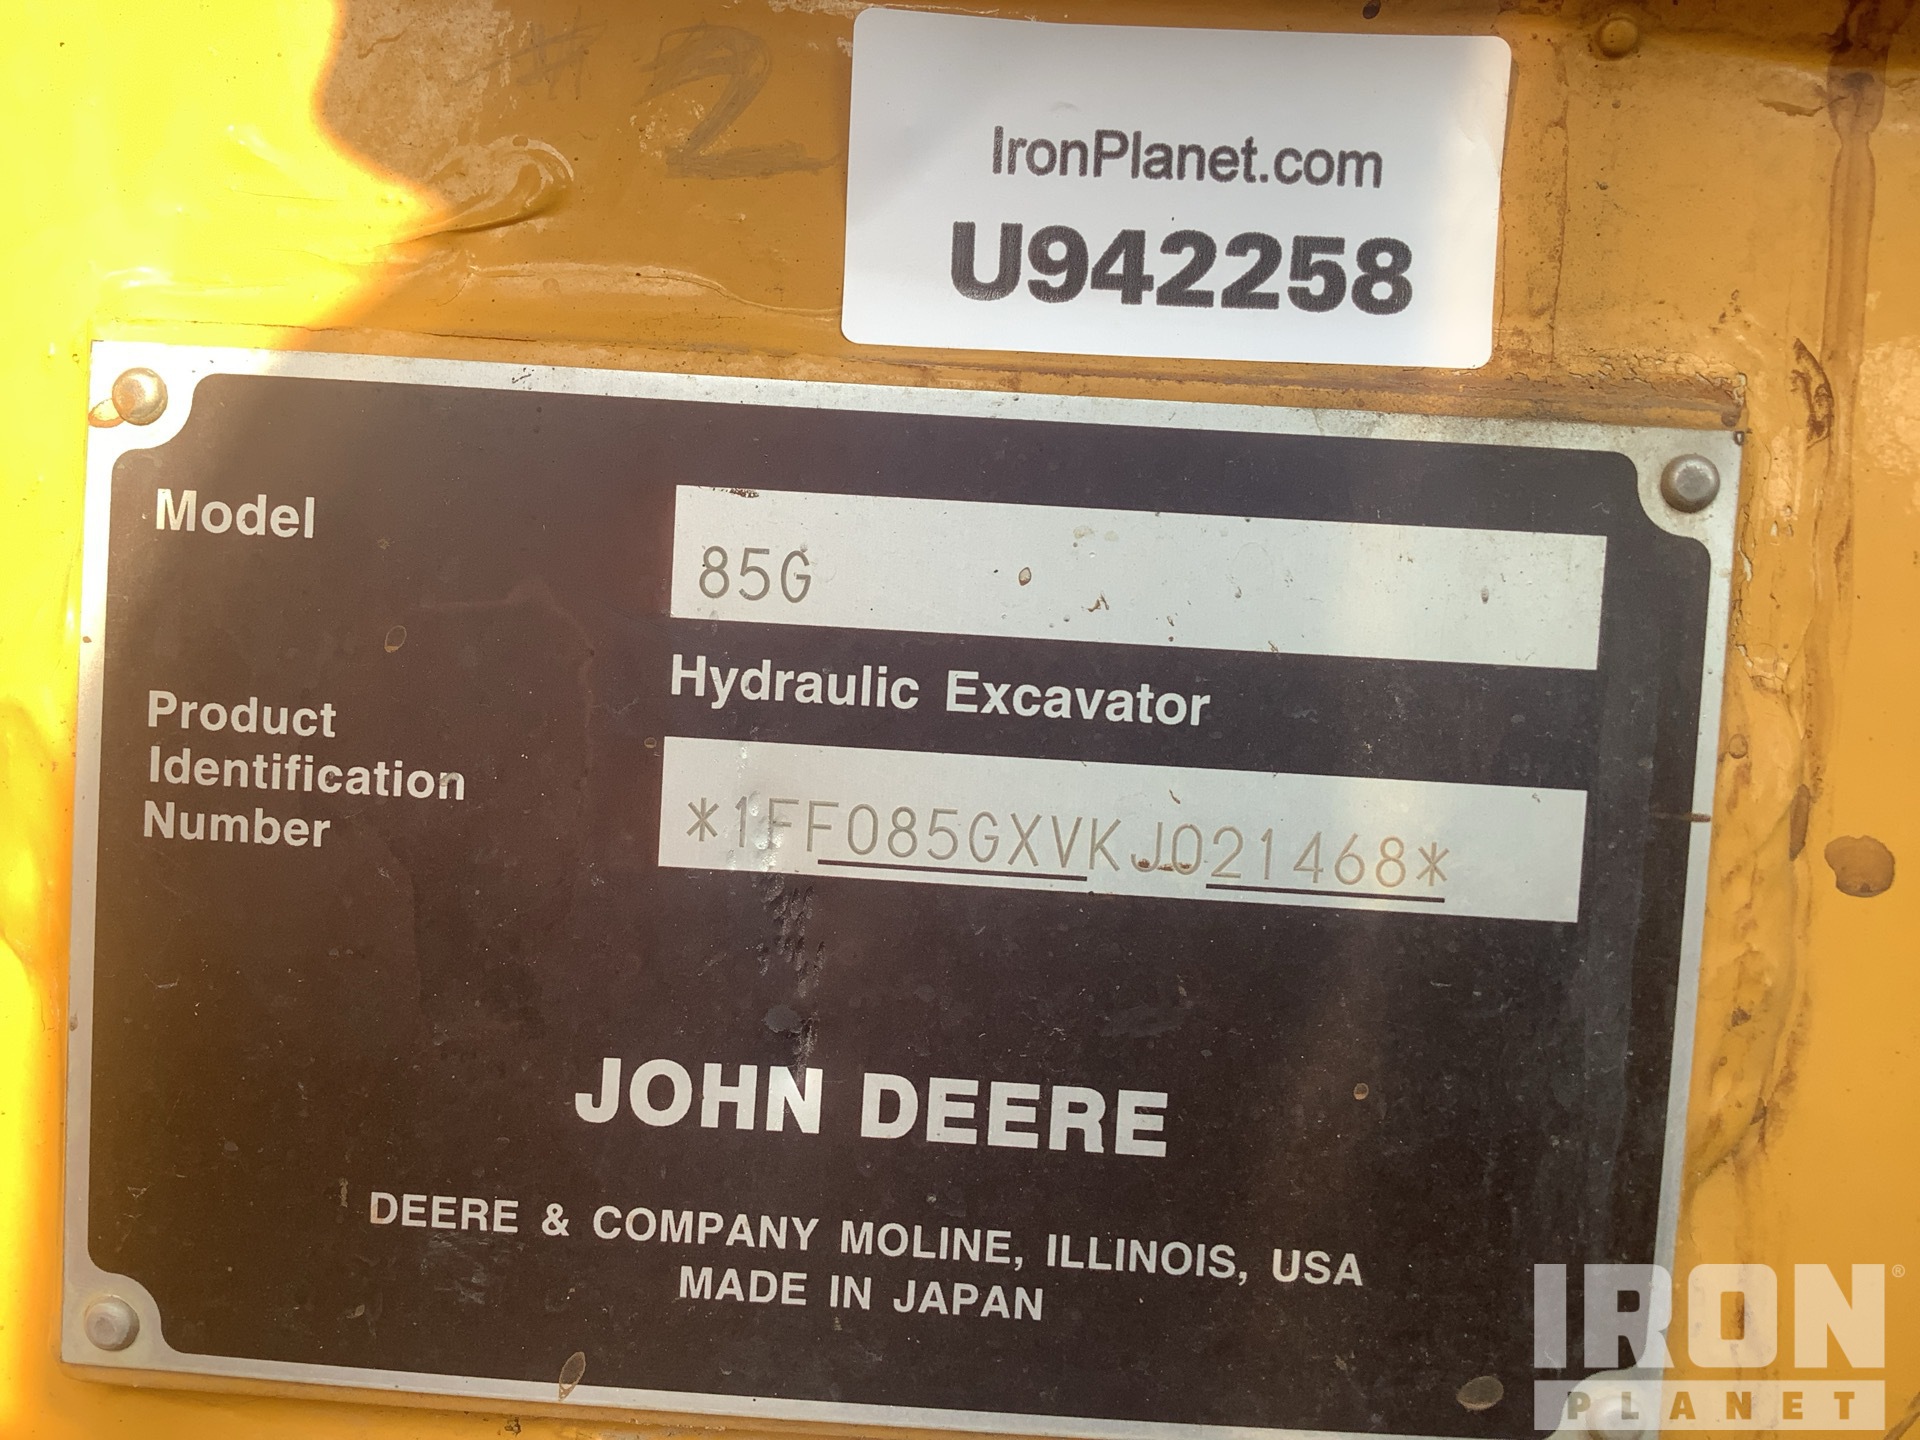 #2
IronPlanet.com
U942258
Model
85G
Hydraulic Excavator
Product
Identification
Number
*1FF085GXVKJ021468*
JOHN DEERE
DEERE & COMPANY MOLINE, ILLINOIS, USA
MADE IN JAPAN
IRON®
PLANET